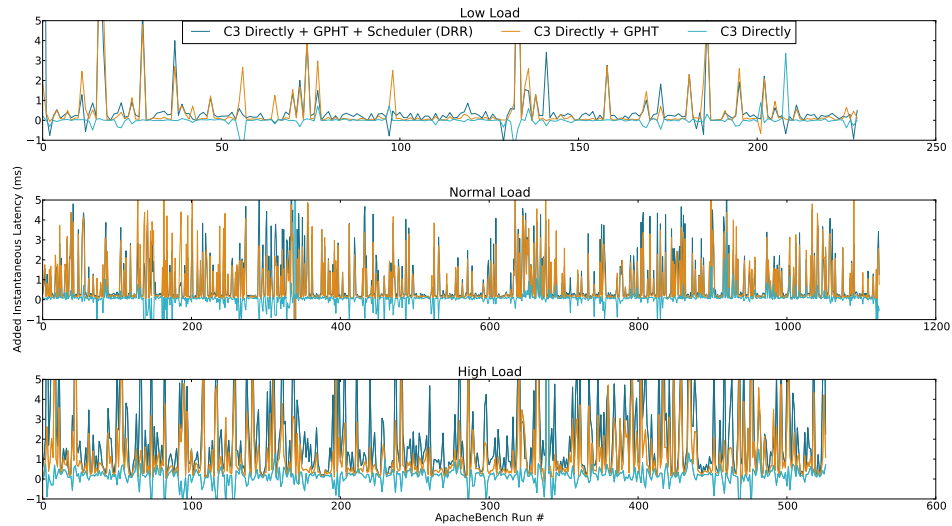 Low Load
C3 Directly + GPHT + Scheduler (DRR) C3 Directly + GPHT C3 Directly
5
4
3
2
1
0
−1
0 50 100 150 200 250
Added Instantaneous Latency (ms)
Normal Load
5
4
3
2
1
0
−1
0 200 400 600 800 1000 1200
High Load
5
4
3
2
1
0
−1
0 100 200 300 400 500 600
ApacheBench Run #